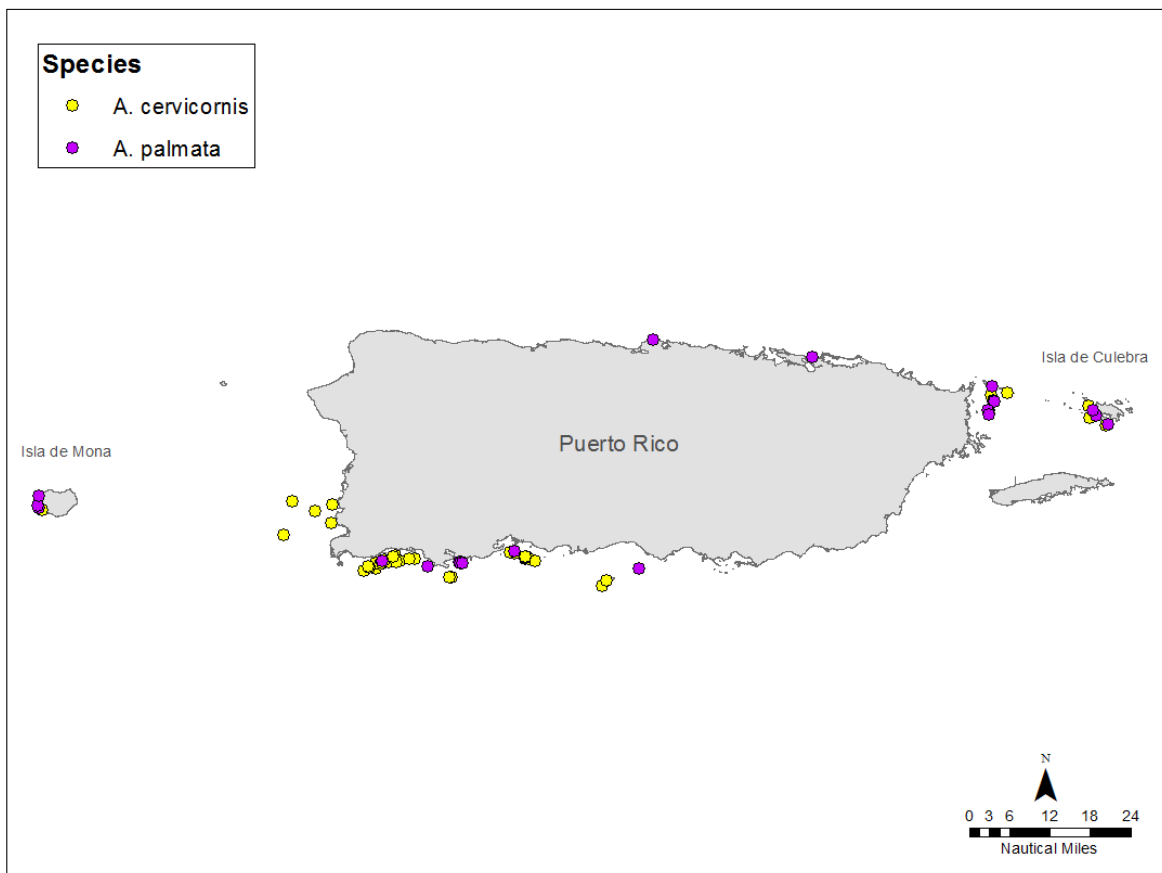 Species
A. cervicornis
A. palmata
Isla de Culebra
Puerto Rico
Isla de Mona
N
0 3 6 12 18 24
Nautical Miles